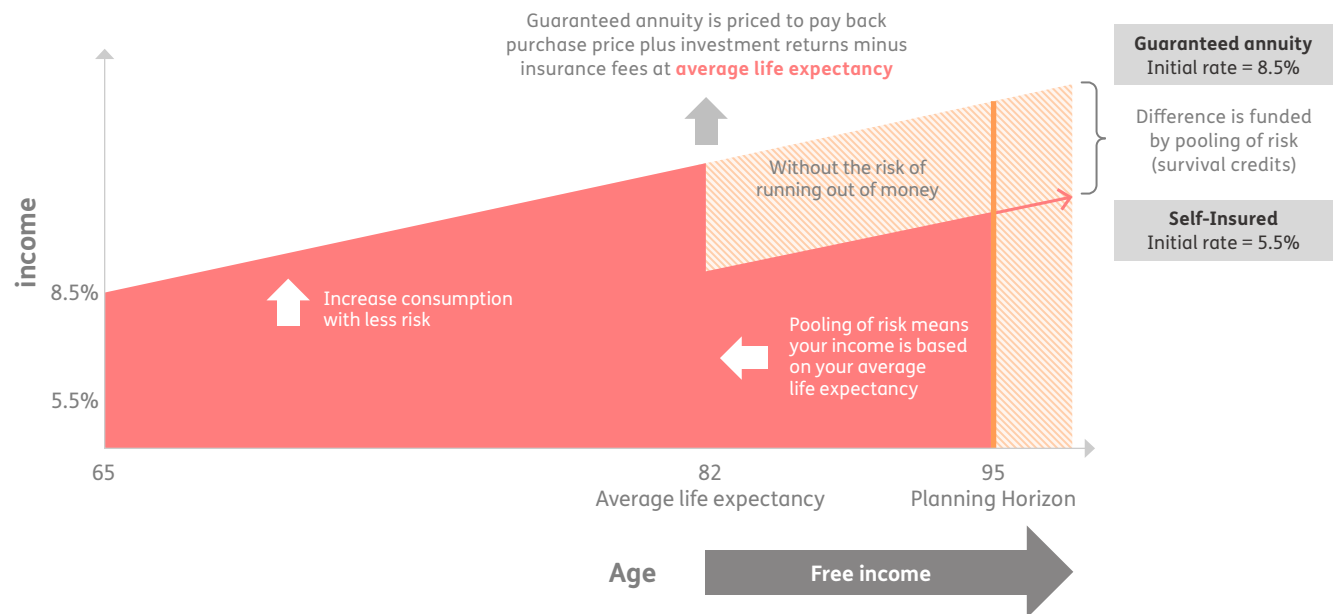 Guaranteed annuity is priced to pay back
purchase price plus investment returns minus
insurance fees at average life expectancy
Guaranteed annuity
Initial rate = 8.5%
Difference is funded
by pooling of risk
(survival credits)
Self-Insured
Initial rate = 5.5%
income
8.5%
5.5%
Without the risk of
running out of money
Increase consumption
with less risk
Pooling of risk means
your income is based
on your average
life expectancy
65
82
Average life expectancy
95
Planning Horizon
Age
Free income